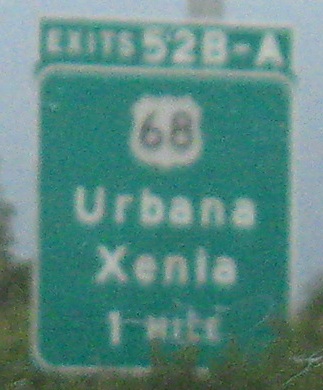 EXITS 52B-A
68
Urbana
Xenia
1 MILE